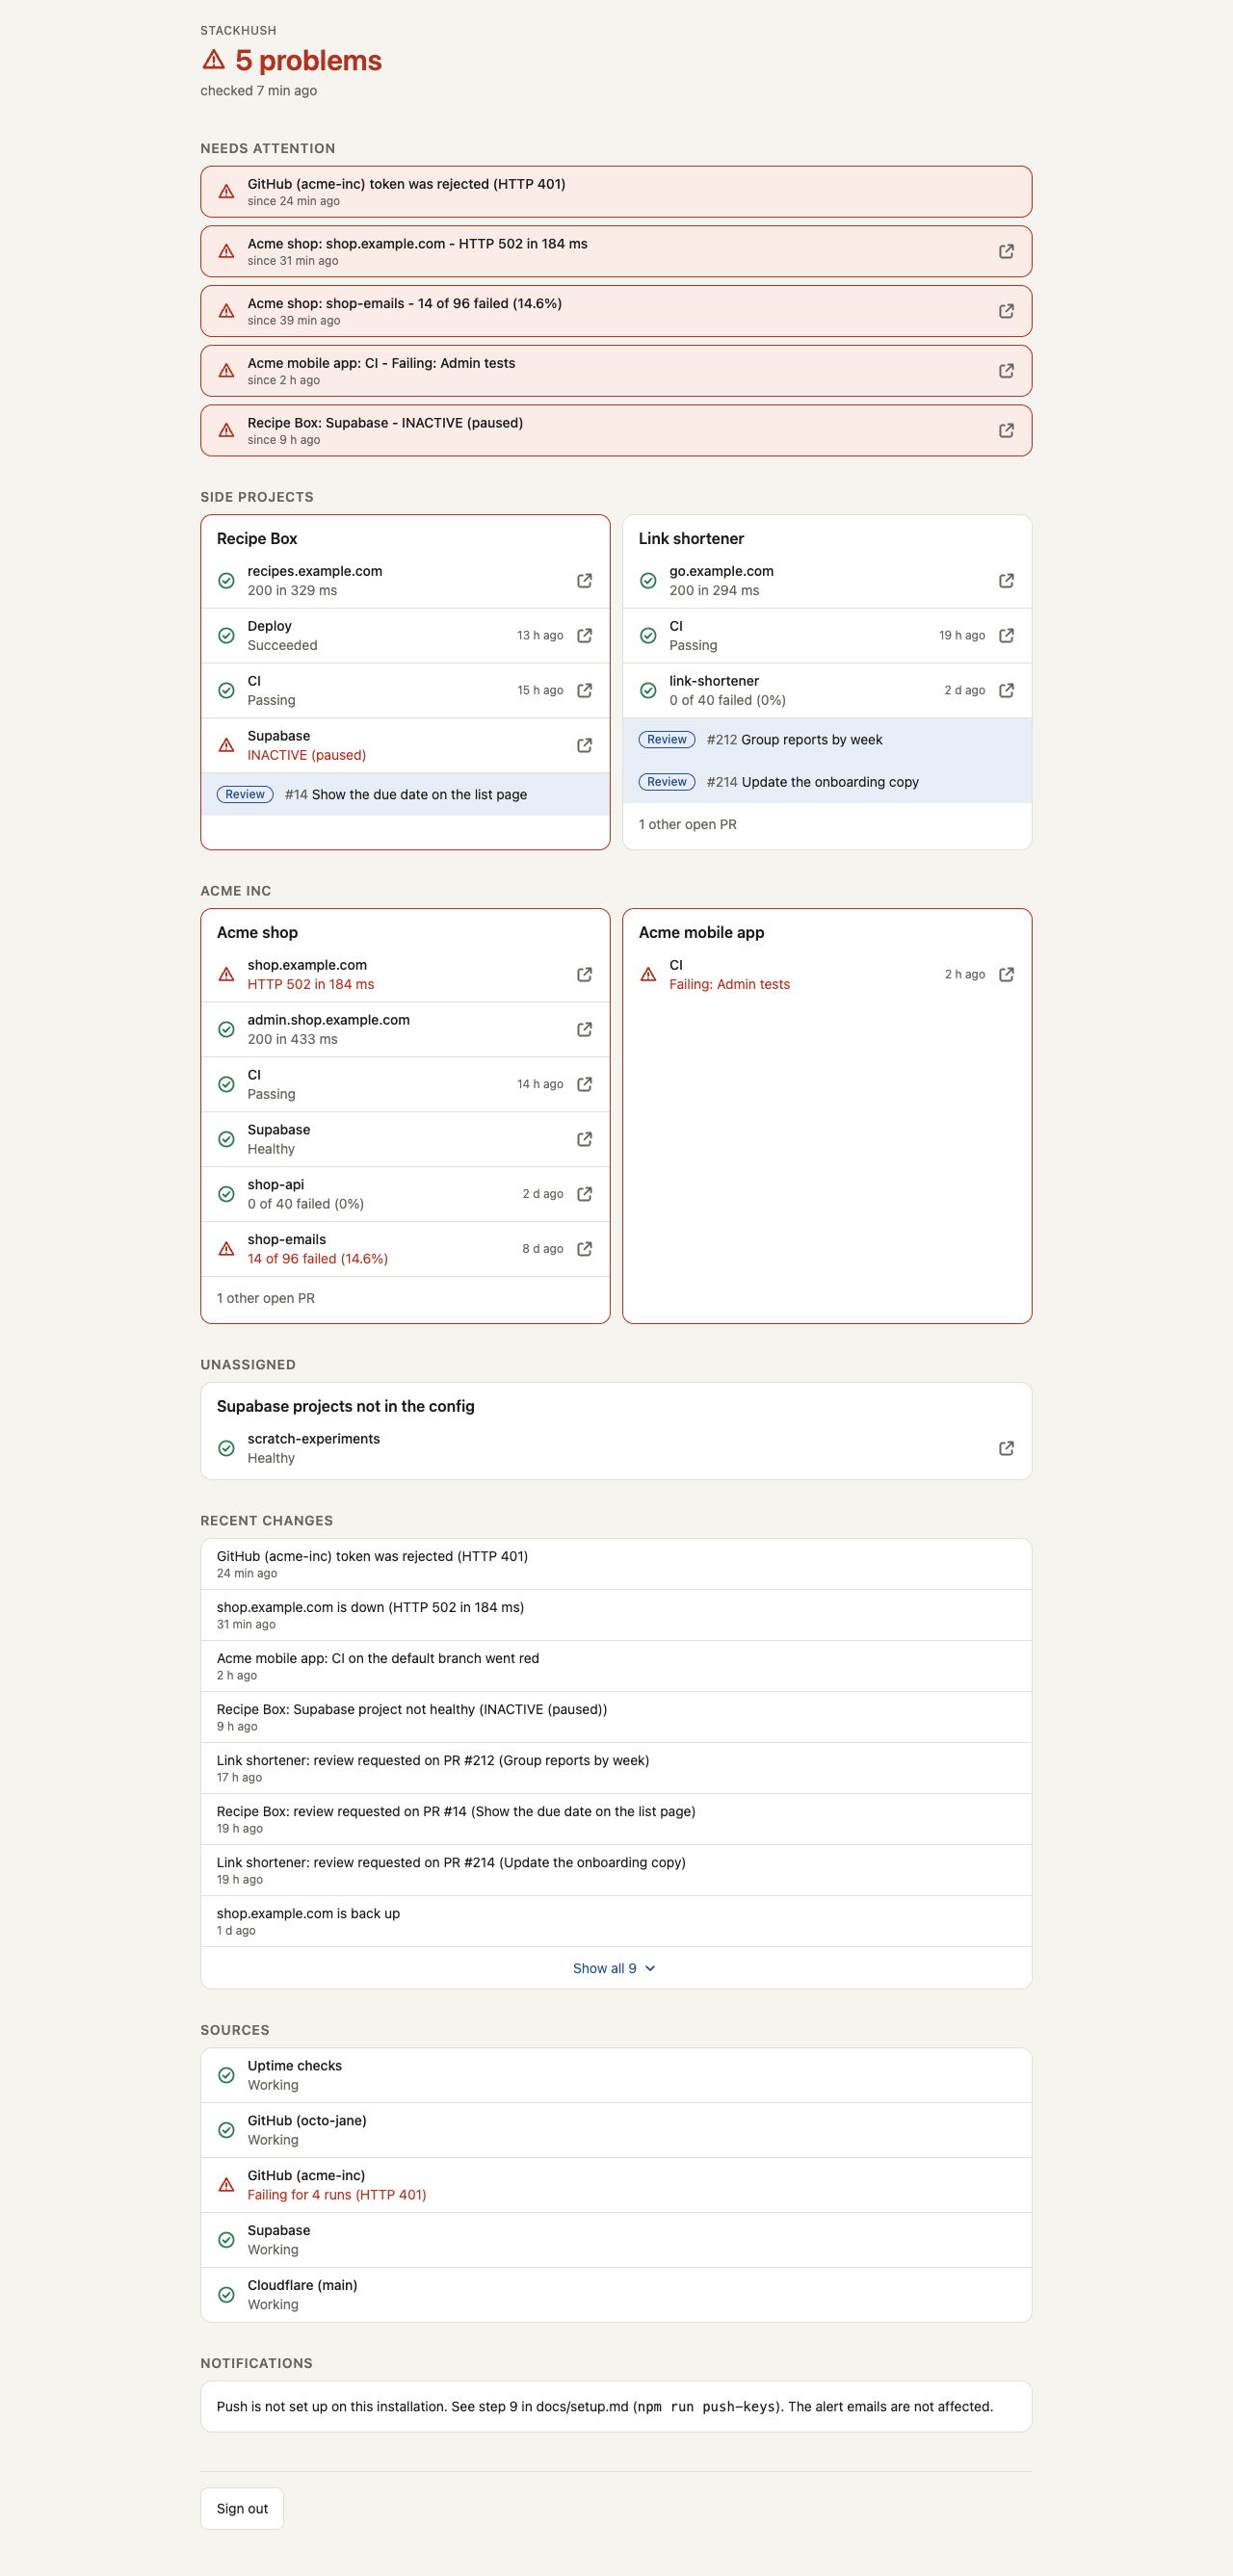 STACKHUSH
5 problems
checked 7 min ago
NEEDS ATTENTION
GitHub (acme-inc) token was rejected (HTTP 401)
since 24 min ago
Acme shop: shop.example.com - HTTP 502 in 184 ms
since 31 min ago
Acme shop: shop-emails - 14 of 96 failed (14.6%)
since 39 min ago
Acme mobile app: CI - Failing: Admin tests
since 2 h ago
Recipe Box: Supabase - INACTIVE (paused)
since 9 h ago
SIDE PROJECTS
Recipe Box
recipes.example.com
200 in 329 ms
Deploy
Succeeded
13 h ago
CI
Passing
15 h ago
Supabase
INACTIVE (paused)
Review #14 Show the due date on the list page
Link shortener
go.example.com
200 in 294 ms
CI
Passing
19 h ago
link-shortener
0 of 40 failed (0%)
2 d ago
Review #212 Group reports by week
Review #214 Update the onboarding copy
1 other open PR
ACME INC
Acme shop
shop.example.com
HTTP 502 in 184 ms
admin.shop.example.com
200 in 433 ms
CI
Passing
14 h ago
Supabase
Healthy
shop-api
0 of 40 failed (0%)
2 d ago
shop-emails
14 of 96 failed (14.6%)
8 d ago
1 other open PR
Acme mobile app
CI
Failing: Admin tests
2 h ago
UNASSIGNED
Supabase projects not in the config
scratch-experiments
Healthy
RECENT CHANGES
GitHub (acme-inc) token was rejected (HTTP 401)
24 min ago
shop.example.com is down (HTTP 502 in 184 ms)
31 min ago
Acme mobile app: CI on the default branch went red
2 h ago
Recipe Box: Supabase project not healthy (INACTIVE (paused))
9 h ago
Link shortener: review requested on PR #212 (Group reports by week)
17 h ago
Recipe Box: review requested on PR #14 (Show the due date on the list page)
19 h ago
Link shortener: review requested on PR #214 (Update the onboarding copy)
19 h ago
shop.example.com is back up
1 d ago
Show all 9
SOURCES
Uptime checks
Working
GitHub (octo-jane)
Working
GitHub (acme-inc)
Failing for 4 runs (HTTP 401)
Supabase
Working
Cloudflare (main)
Working
NOTIFICATIONS
Push is not set up on this installation. See step 9 in docs/setup.md (npm run push-keys). The alert emails are not affected.
Sign out